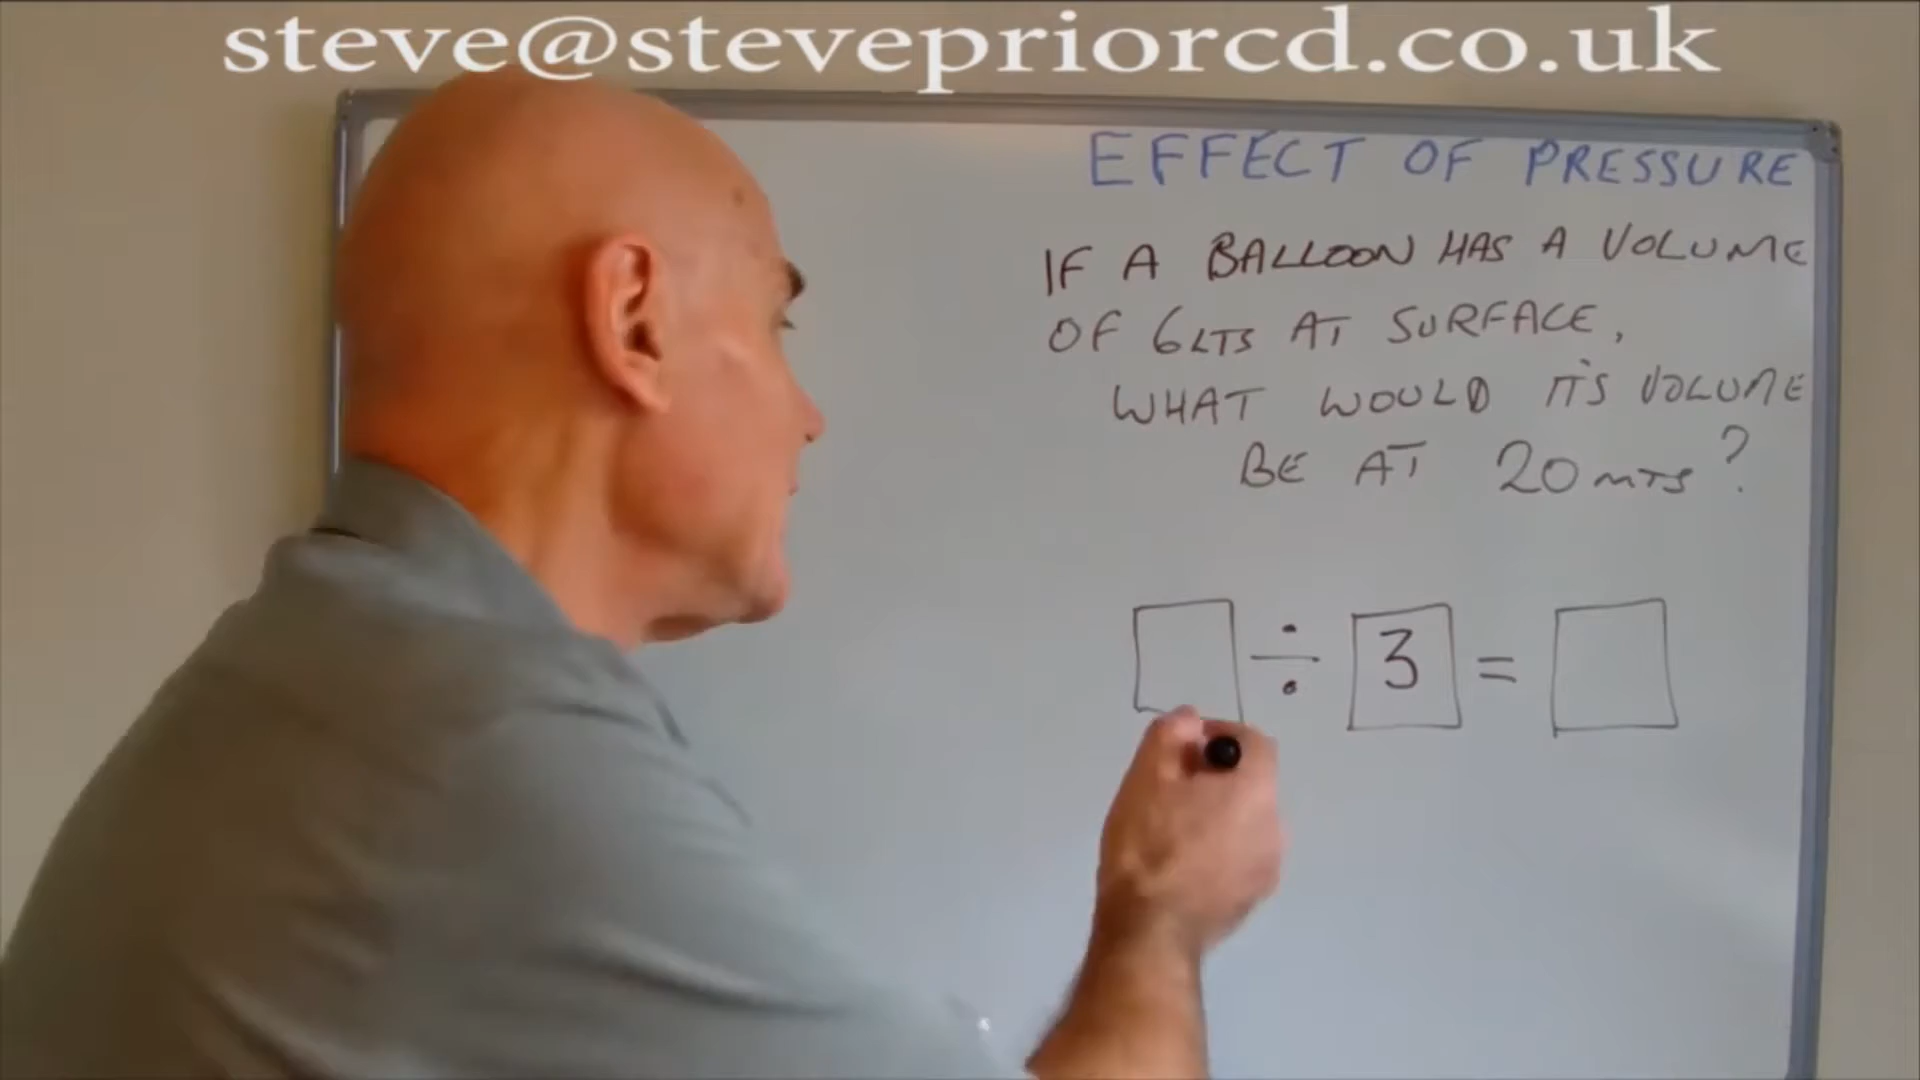 steve@stevepriorcd.co.uk
EFFECT OF PRESSURE
IF A BALLOON HAS A VOLUME
OF 6LTS AT SURFACE,
WHAT WOULD IT'S VOLUME
BE AT 20MTS?
÷ 3 =